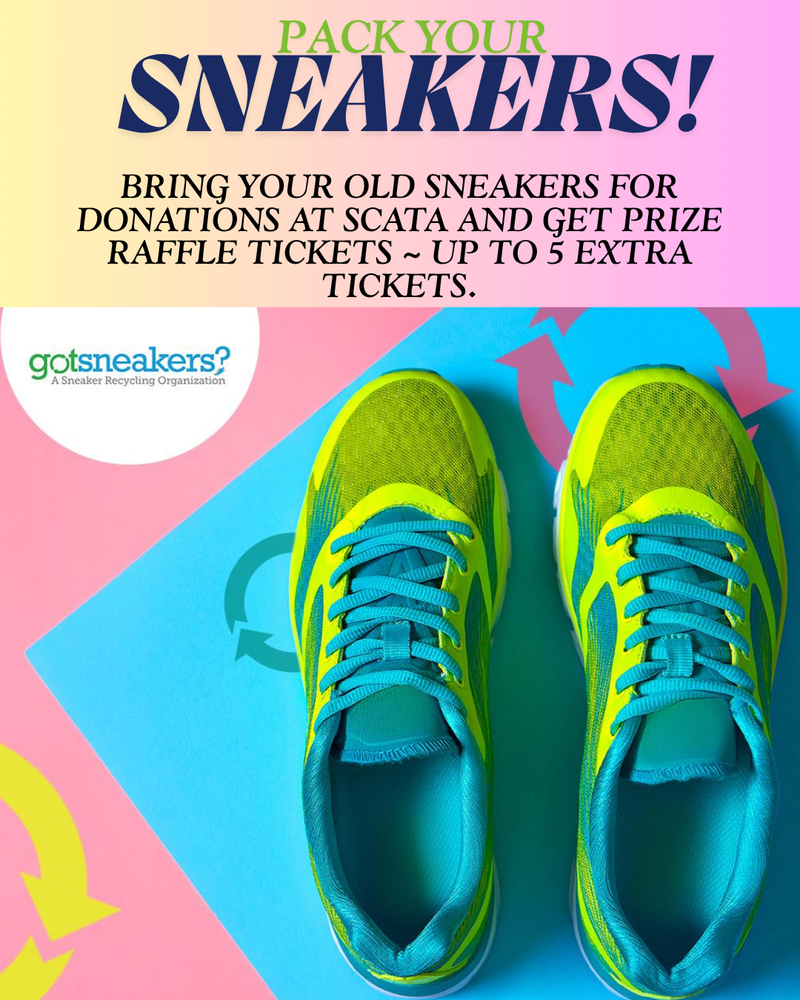 PACK YOUR
SNEAKERS!
BRING YOUR OLD SNEAKERS FOR
DONATIONS AT SCATA AND GET PRIZE
RAFFLE TICKETS ~ UP TO 5 EXTRA
TICKETS.
gotsneakers?
A Sneaker Recycling Organization